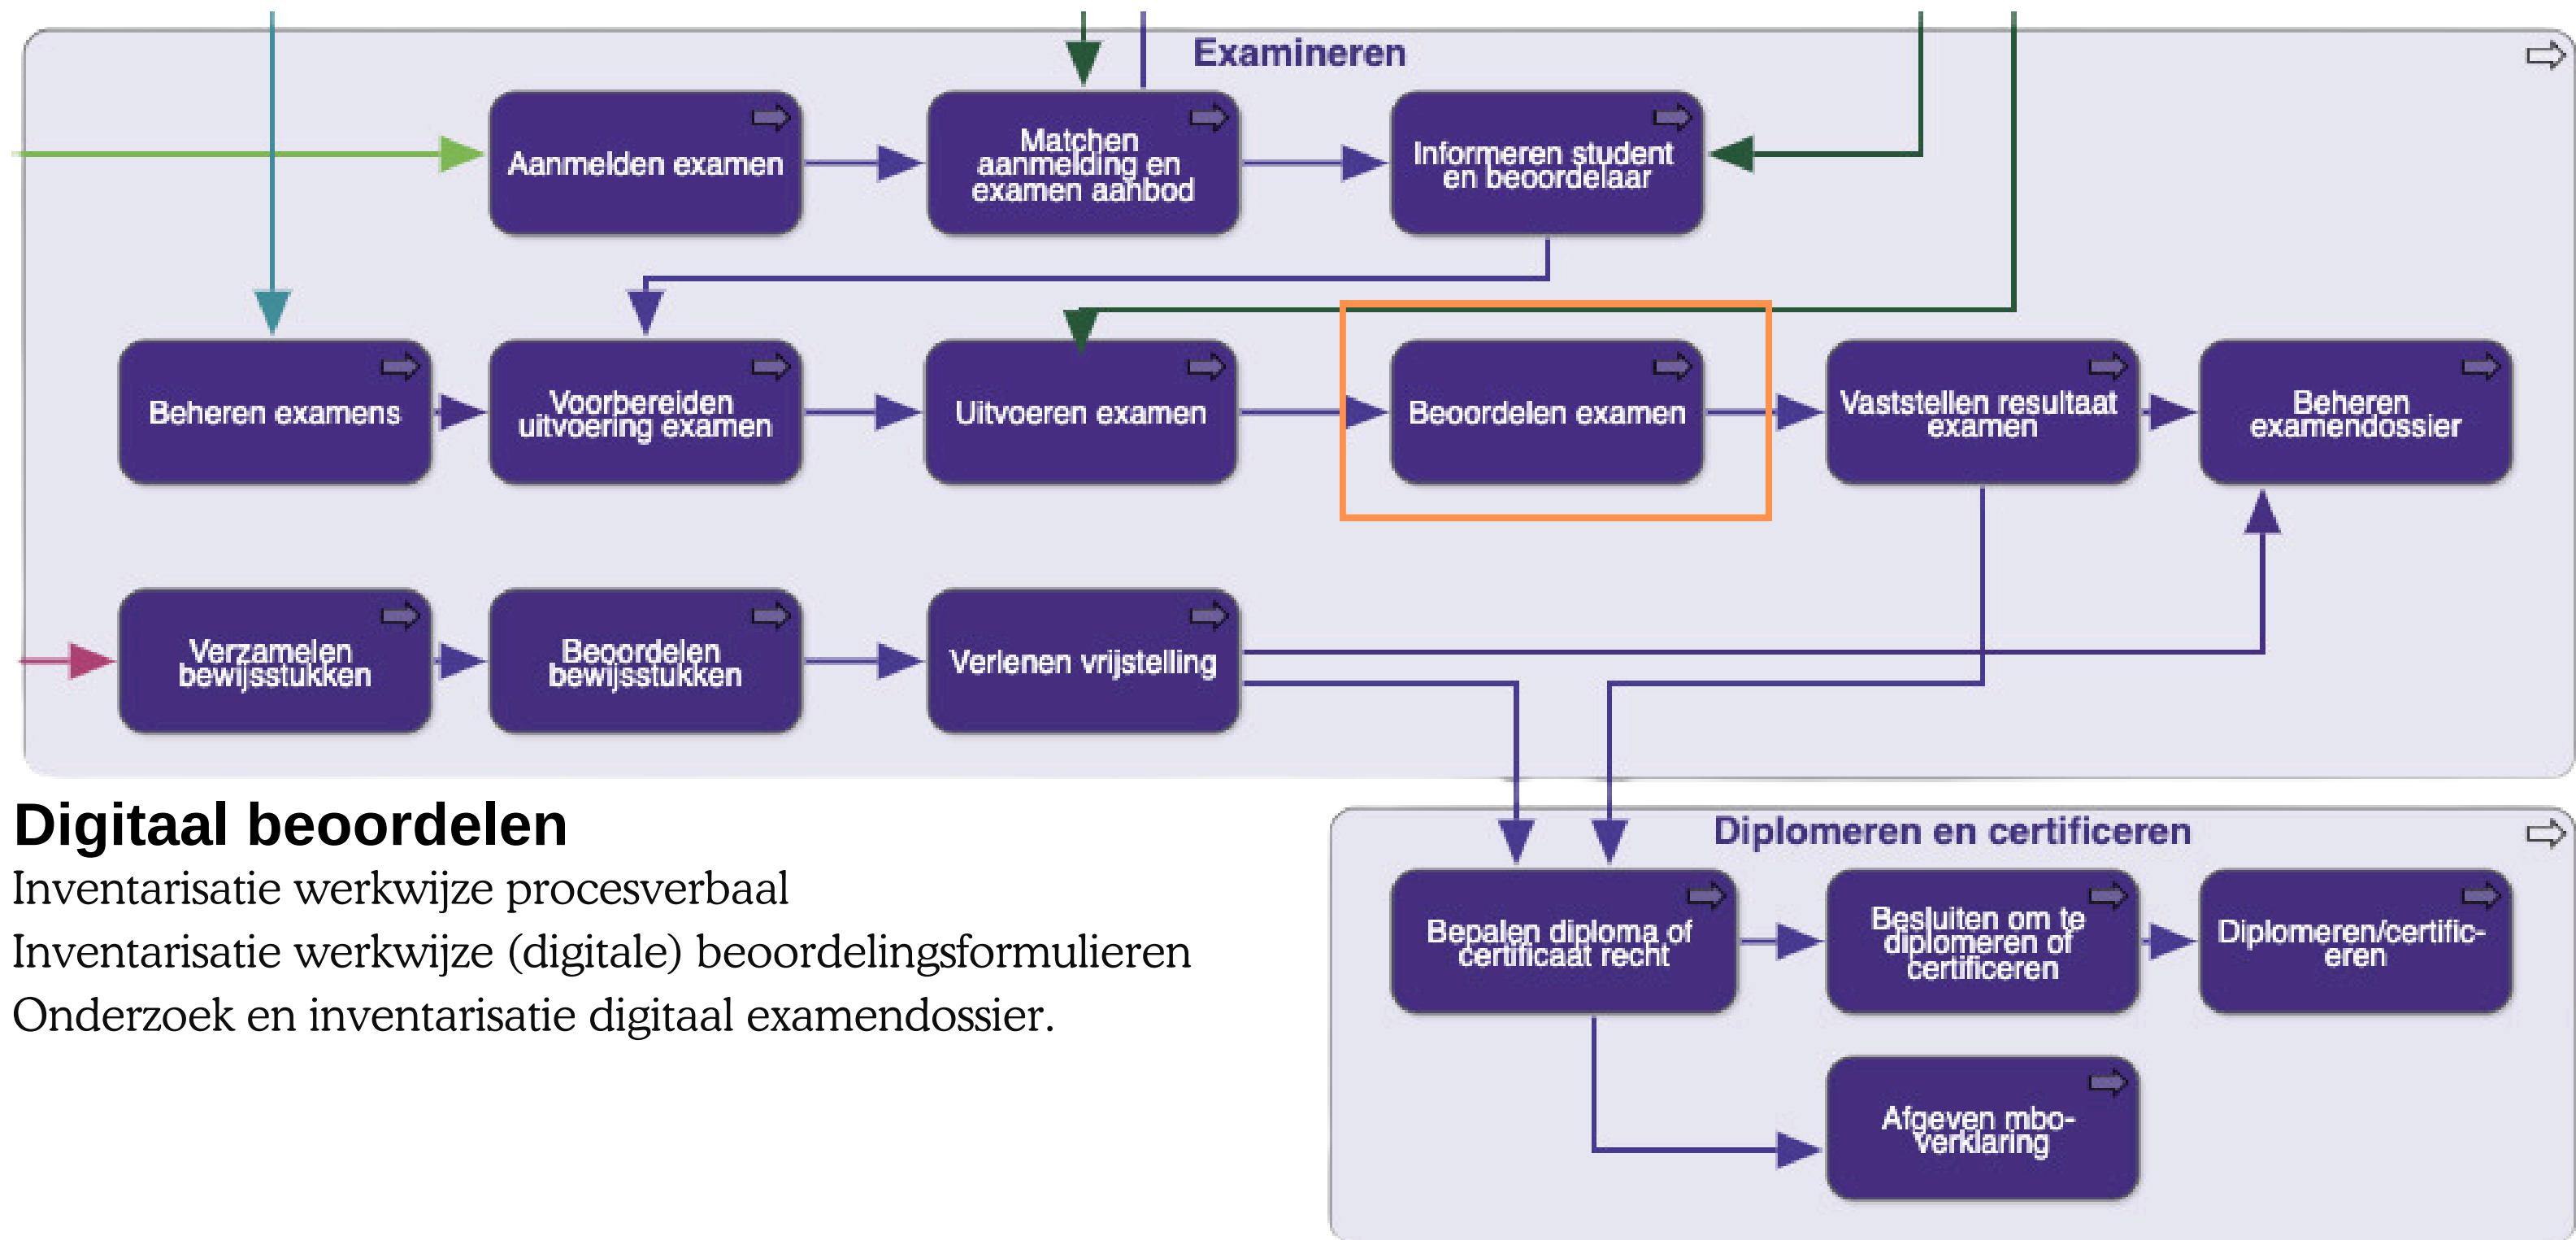 Examineren
Aanmelden examen
Matchen
aanmelding en
examen aanbod
Informeren student
en beoordelaar
Beheren examens
Voorbereiden
uitvoering examen
Uitvoeren examen
Beoordelen examen
Vaststellen resultaat
examen
Beheren
examendossier
Verzamelen
bewijsstukken
Beoordelen
bewijsstukken
Verlenen vrijstelling
Digitaal beoordelen
Inventarisatie werkwijze procesverbaal
Inventarisatie werkwijze (digitale) beoordelingsformulieren
Onderzoek en inventarisatie digitaal examendossier.
Diplomeren en certificeren
Bepalen diploma of
certificaat recht
Besluiten om te
diplomeren of
certificeren
Diplomeren/certific-
eren
Afgeven mbo-
verklaring